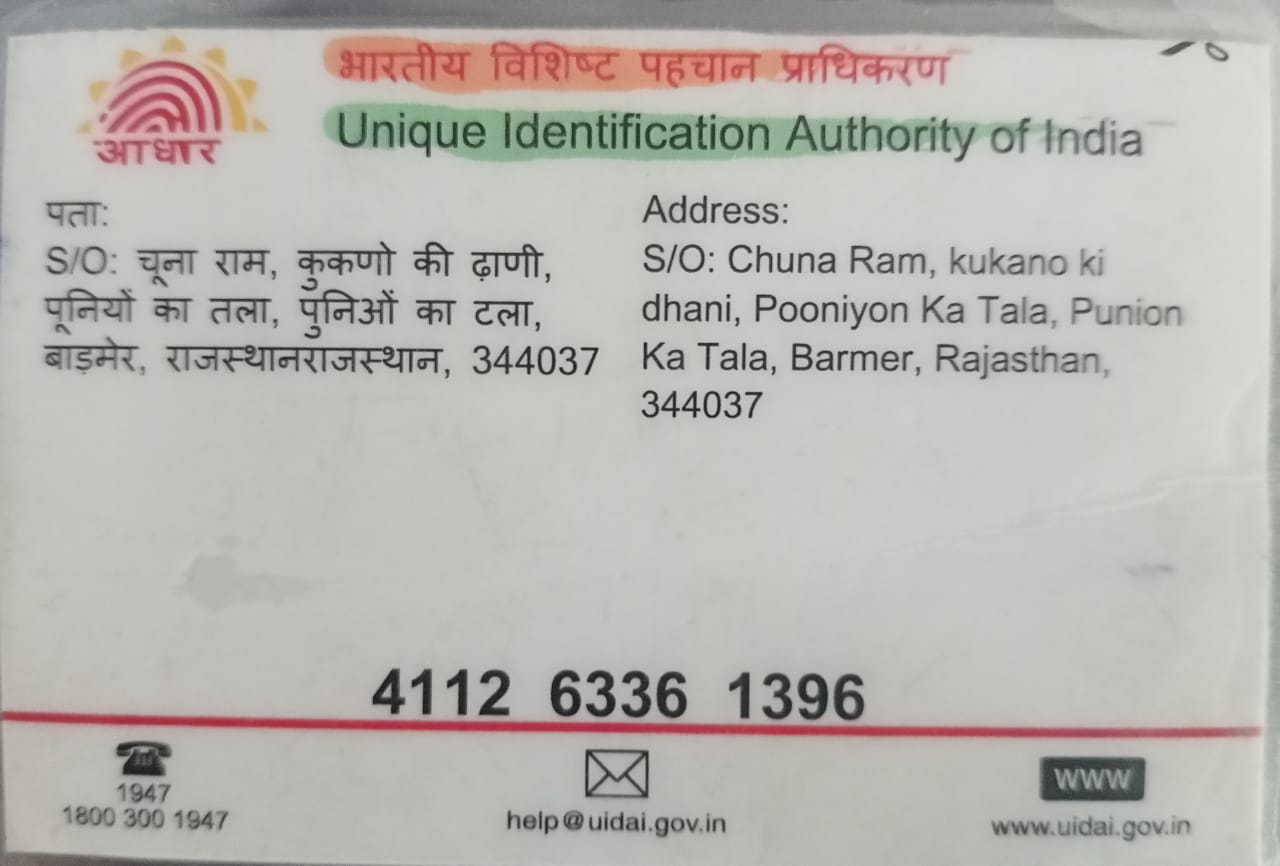 आधार
भारतीय विशिष्ट पहचान प्राधिकरण
Unique Identification Authority of India
पता:
S/O: चूना राम, कुकणो की ढ़ाणी,
पूनियों का तला, पुनिओं का टला,
बाड़मेर, राजस्थानराजस्थान, 344037
Address:
S/O: Chuna Ram, kukano ki
dhani, Pooniyon Ka Tala, Punion
Ka Tala, Barmer, Rajasthan,
344037
4112 6336 1396
1947
1800 300 1947
help@uidai.gov.in
www
www.uidai.gov.in